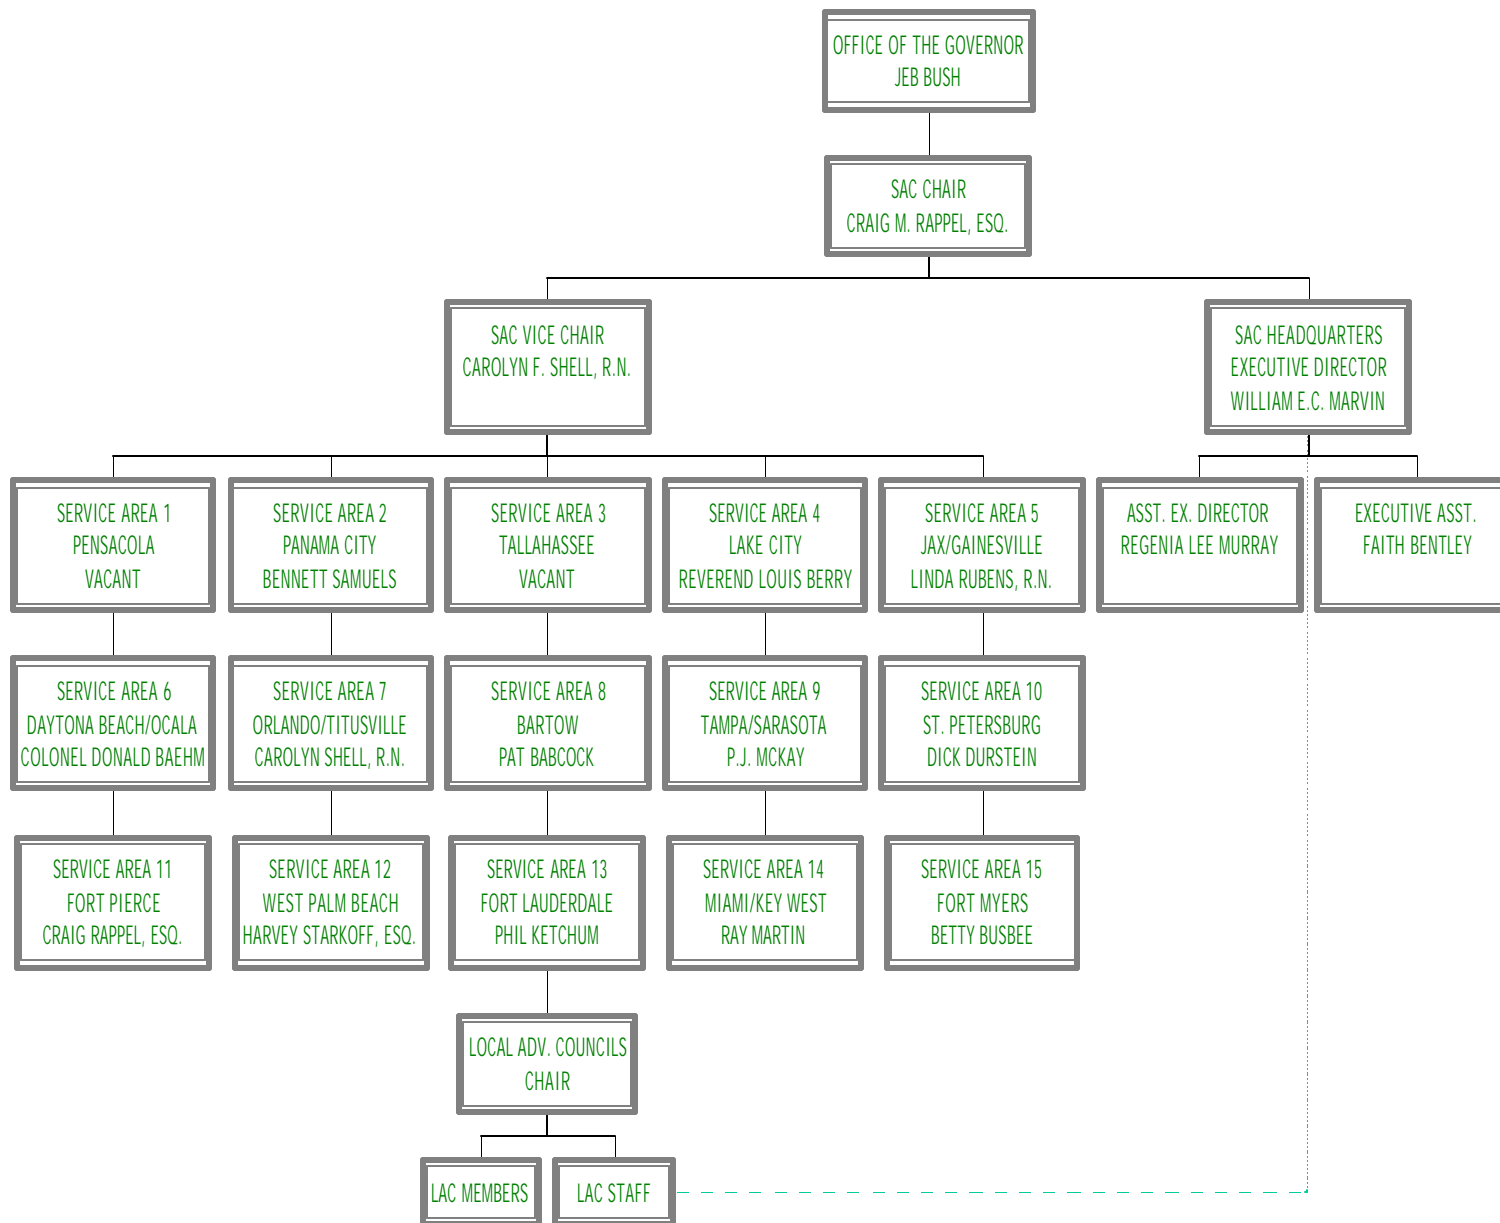 OFFICE OF THE GOVERNOR
JEB BUSH
SAC CHAIR
CRAIG M. RAPPEL, ESQ.
SAC VICE CHAIR
CAROLYN F. SHELL, R.N.
SAC HEADQUARTERS
EXECUTIVE DIRECTOR
WILLIAM E.C. MARVIN
SERVICE AREA 1
PENSACOLA
VACANT
SERVICE AREA 2
PANAMA CITY
BENNETT SAMUELS
SERVICE AREA 3
TALLAHASSEE
VACANT
SERVICE AREA 4
LAKE CITY
REVEREND LOUIS BERRY
SERVICE AREA 5
JAX/GAINESVILLE
LINDA RUBENS, R.N.
ASST. EX. DIRECTOR
REGENIA LEE MURRAY
EXECUTIVE ASST.
FAITH BENTLEY
SERVICE AREA 6
DAYTONA BEACH/OCALA
COLONEL DONALD BAEHM
SERVICE AREA 7
ORLANDO/TITUSVILLE
CAROLYN SHELL, R.N.
SERVICE AREA 8
BARTOW
PAT BABCOCK
SERVICE AREA 9
TAMPA/SARASOTA
P.J. MCKAY
SERVICE AREA 10
ST. PETERSBURG
DICK DURSTEIN
SERVICE AREA 11
FORT PIERCE
CRAIG RAPPEL, ESQ.
SERVICE AREA 12
WEST PALM BEACH
HARVEY STARKOFF, ESQ.
SERVICE AREA 13
FORT LAUDERDALE
PHIL KETCHUM
SERVICE AREA 14
MIAMI/KEY WEST
RAY MARTIN
SERVICE AREA 15
FORT MYERS
BETTY BUSBEE
LOCAL ADV. COUNCILS
CHAIR
LAC MEMBERS
LAC STAFF